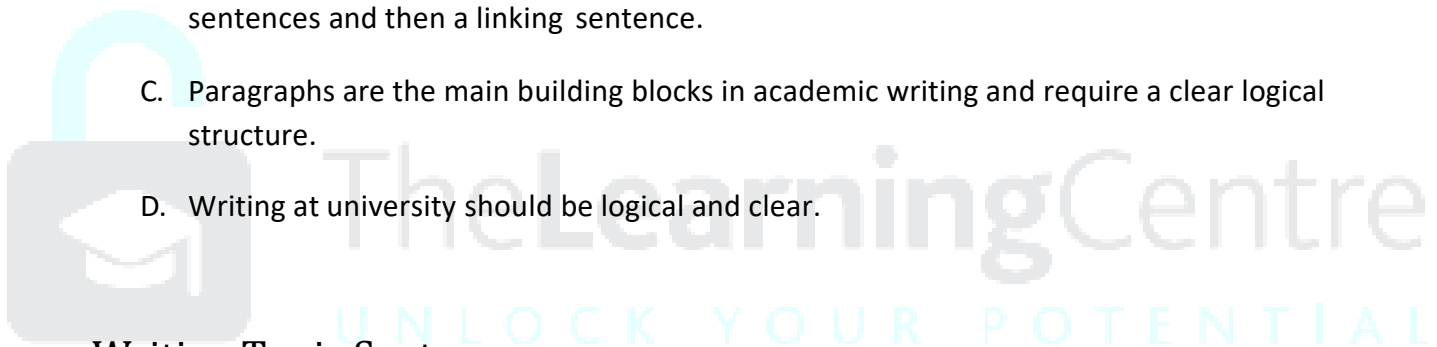 sentences and then a linking sentence.
C. Paragraphs are the main building blocks in academic writing and require a clear logical
structure.
D. Writing at university should be logical and clear.
TheLearningCentre
UNLOCK YOUR POTENTIAL